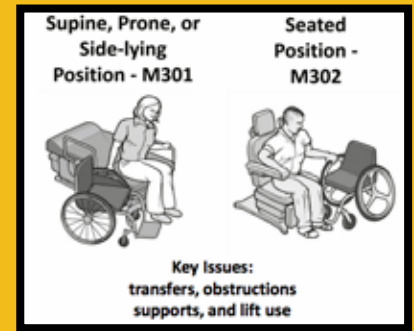 Supine, Prone, or
Side-lying
Position - M301
Seated
Position -
M302
Key Issues:
transfers, obstructions
supports, and lift use